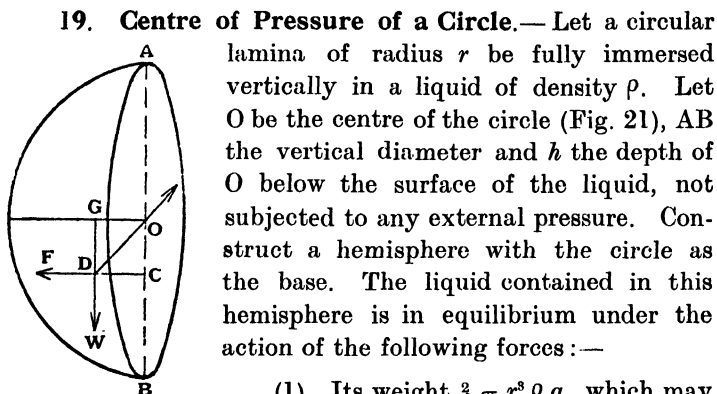 19. Centre of Pressure of a Circle.— Let a circular
lamina of radius r be fully immersed
vertically in a liquid of density ρ. Let
O be the centre of the circle (Fig. 21), AB
the vertical diameter and h the depth of
O below the surface of the liquid, not
subjected to any external pressure. Con-
struct a hemisphere with the circle as
the base. The liquid contained in this
hemisphere is in equilibrium under the
action of the following forces :—
(1) Its weight r³ ρ g, which may
A
G
O
F
D
C
W
B